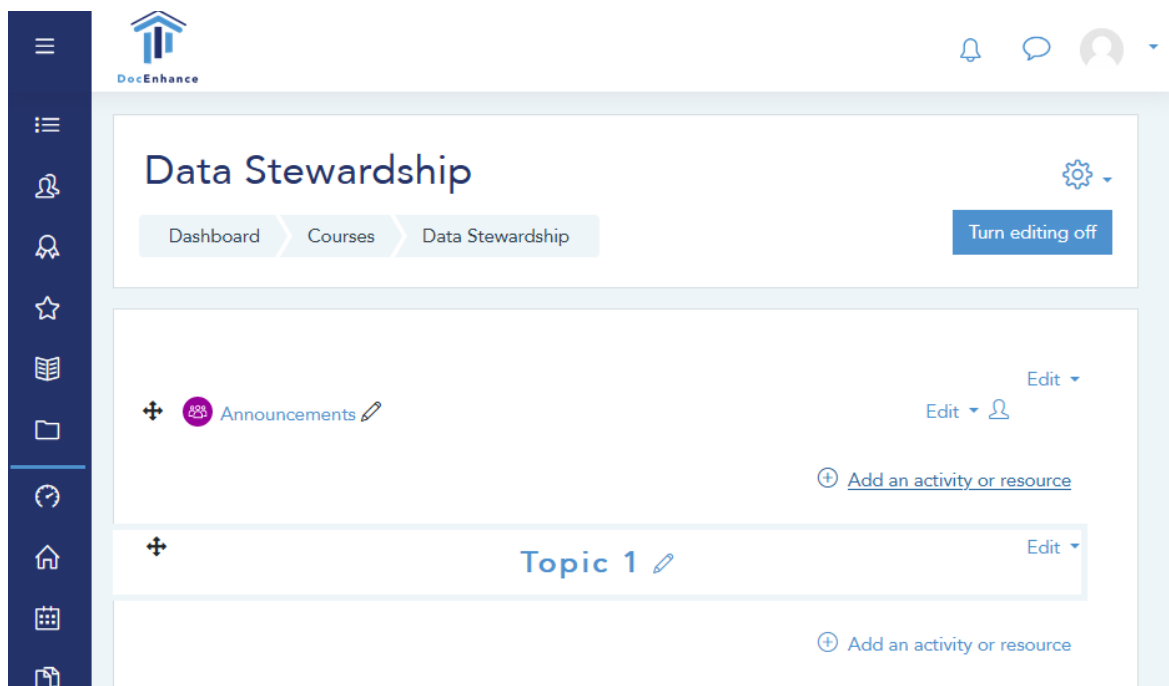 DocEnhance
Data Stewardship
Dashboard Courses Data Stewardship
Turn editing off
Edit
Announcements
Edit
Add an activity or resource
Topic 1
Edit
Add an activity or resource